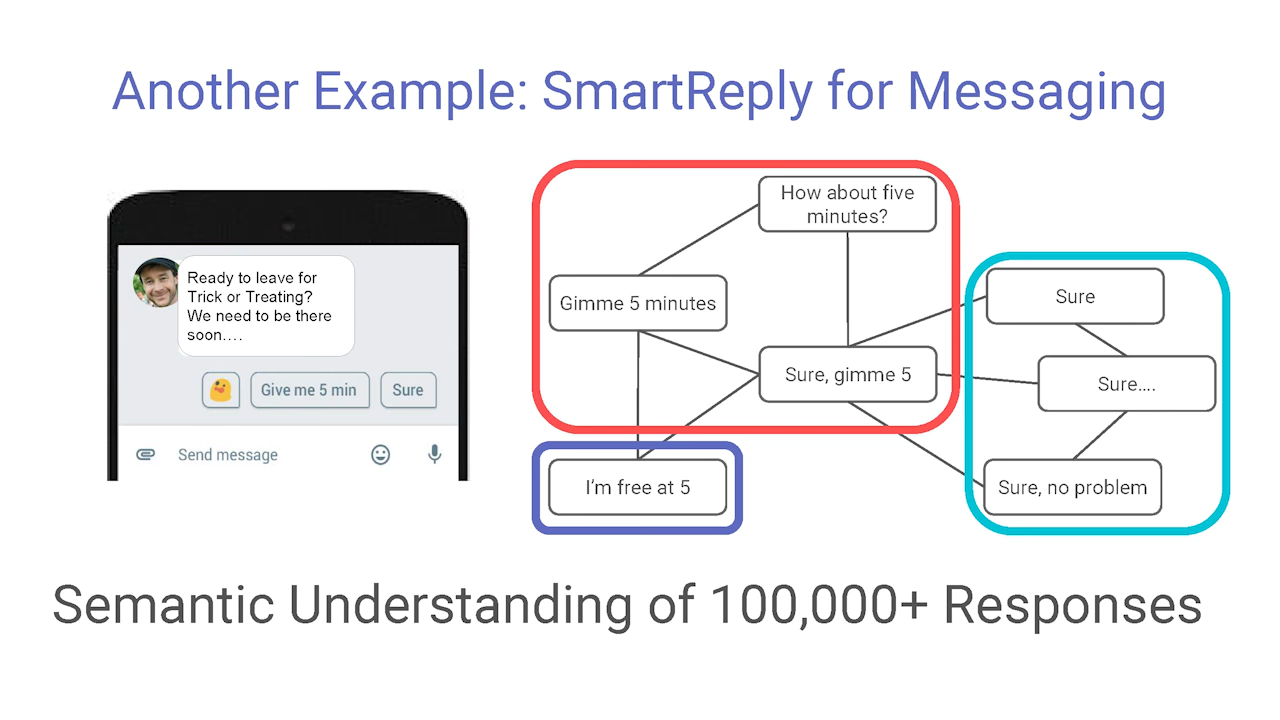 Another Example: SmartReply for Messaging
Ready to leave for
Trick or Treating?
We need to be there
soon....
Give me 5 min
Sure
Send message
How about five
minutes?
Gimme 5 minutes
Sure, gimme 5
I'm free at 5
Sure
Sure....
Sure, no problem
Semantic Understanding of 100,000+ Responses